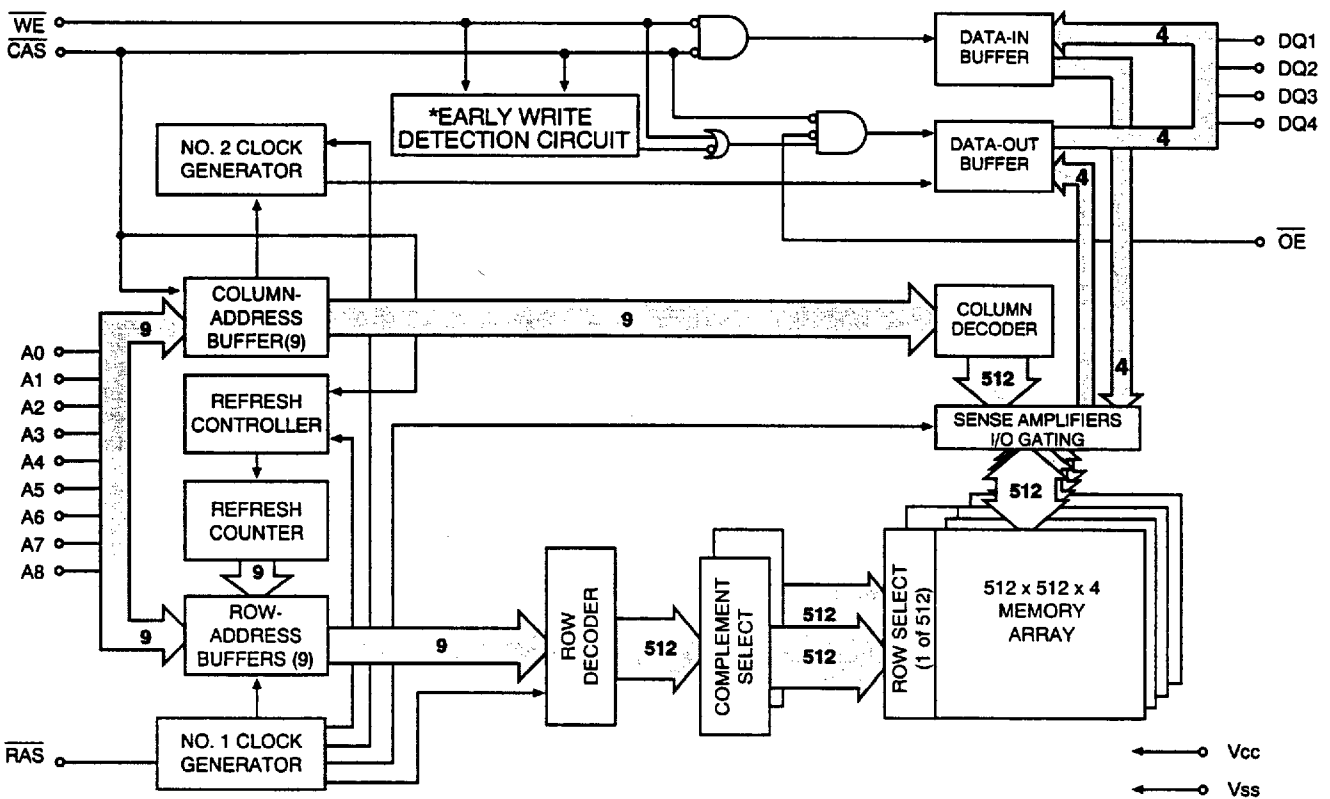 WE
CAS
*EARLY WRITE
DETECTION CIRCUIT
DATA-IN
BUFFER
4
DQ1
DQ2
DQ3
DQ4
NO. 2 CLOCK
GENERATOR
DATA-OUT
BUFFER
4
4
OE
COLUMN-
ADDRESS
BUFFER(9)
9
9
COLUMN
DECODER
4
512
A0
A1
A2
A3
A4
A5
A6
A7
A8
REFRESH
CONTROLLER
SENSE AMPLIFIERS
I/O GATING
512
REFRESH
COUNTER
9
ROW-
ADDRESS
BUFFERS (9)
9
9
ROW
DECODER
512
COMPLEMENT
SELECT
512
512
ROW SELECT
(1 of 512)
512 x 512 x 4
MEMORY
ARRAY
RAS
NO. 1 CLOCK
GENERATOR
Vcc
Vss